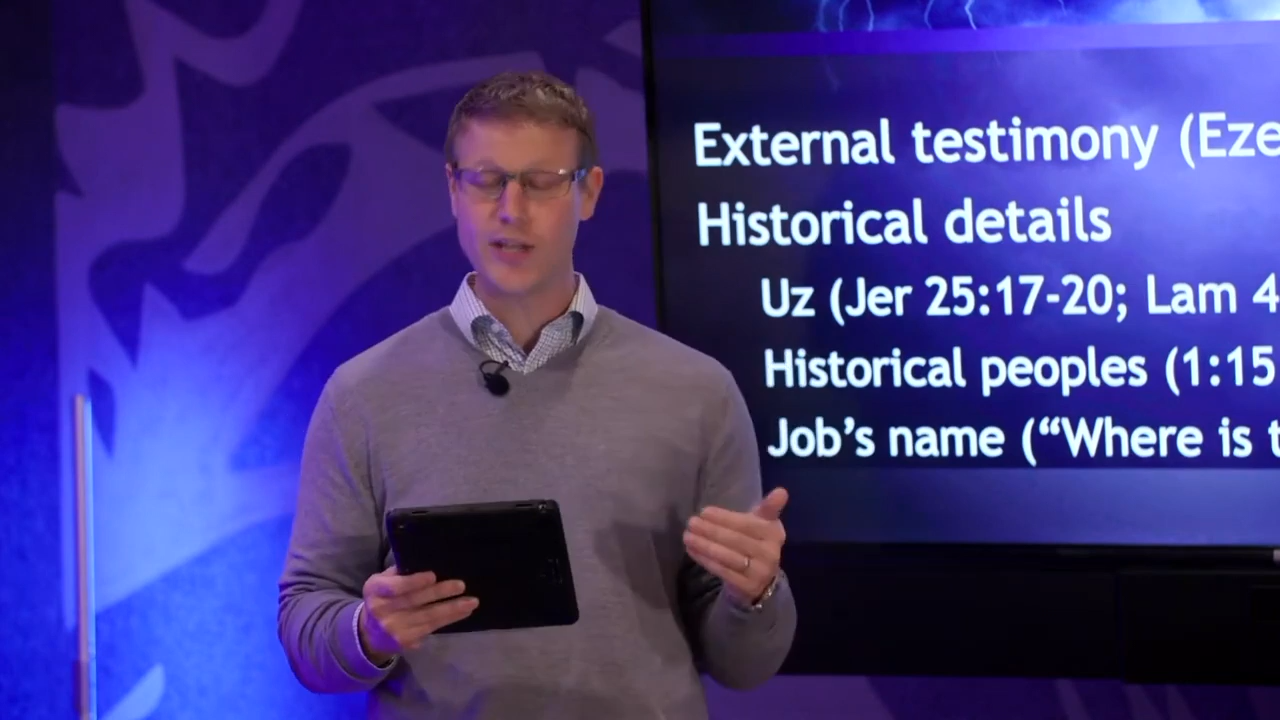 External testimony (Eze
Historical details
Uz (Jer 25:17-20; Lam 4
Historical peoples (1:15
Job's name (“Where is t